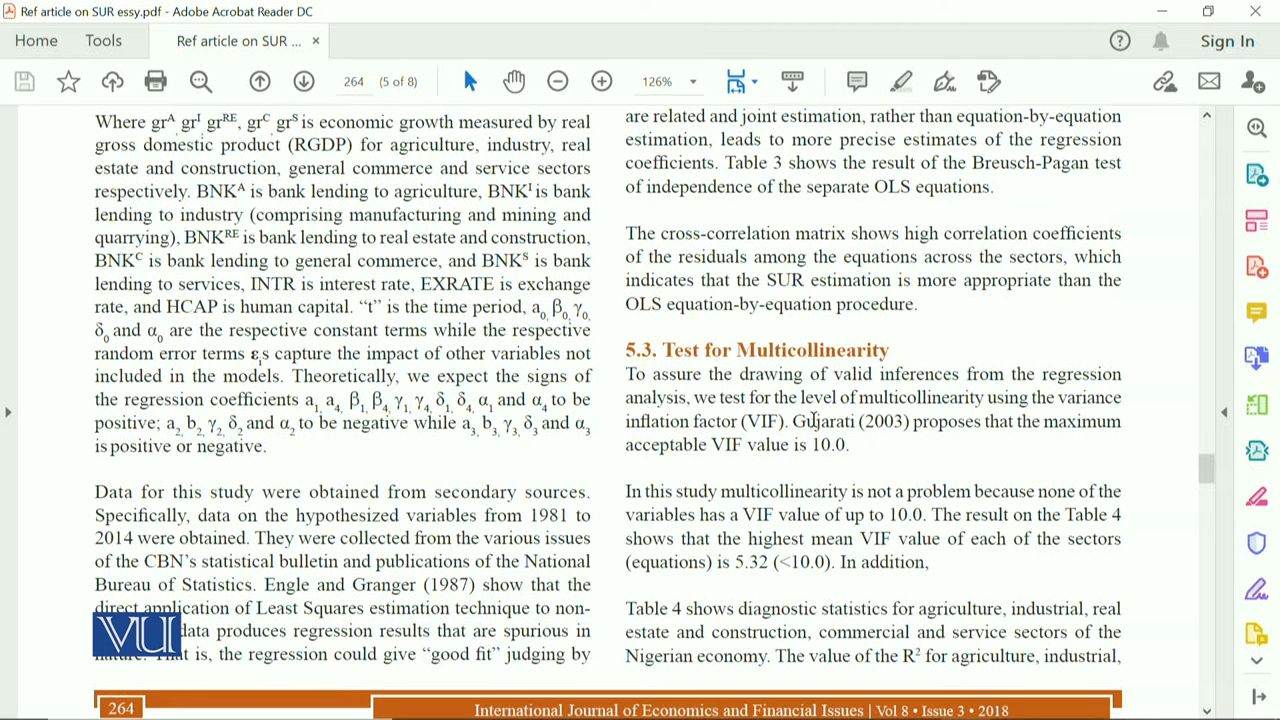 Ref article on SUR essy.pdf - Adobe Acrobat Reader DC
Home Tools Ref article on SUR ... × Sign In
264 (5 of 8) 126%
Where grᴬ, grᴵ, grᴿᴱ, grᶜ, grˢ is economic growth measured by real
gross domestic product (RGDP) for agriculture, industry, real
estate and construction, general commerce and service sectors
respectively. BNKᴬ is bank lending to agriculture, BNKᴵ is bank
lending to industry (comprising manufacturing and mining and
quarrying), BNKᴿᴱ is bank lending to real estate and construction,
BNKᶜ is bank lending to general commerce, and BNKˢ is bank
lending to services, INTR is interest rate, EXRATE is exchange
rate, and HCAP is human capital. “t” is the time period, a₀, β₀, γ₀,
δ₀ and α₀ are the respective constant terms while the respective
random error terms εᵢs capture the impact of other variables not
included in the models. Theoretically, we expect the signs of
the regression coefficients a₁, a₄, β₁, β₄, γ₁, γ₄, δ₁, δ₄, α₁ and α₄ to be
positive; a₂, b₂, γ₂, δ₂ and α₂ to be negative while a₃, b₃, γ₃, δ₃ and α₃
is positive or negative.
Data for this study were obtained from secondary sources.
Specifically, data on the hypothesized variables from 1981 to
2014 were obtained. They were collected from the various issues
of the CBN’s statistical bulletin and publications of the National
Bureau of Statistics. Engle and Granger (1987) show that the
direct application of Least Squares estimation technique to non-
data produces regression results that are spurious in
nature. That is, the regression could give “good fit” judging by
VU
are related and joint estimation, rather than equation-by-equation
estimation, leads to more precise estimates of the regression
coefficients. Table 3 shows the result of the Breusch-Pagan test
of independence of the separate OLS equations.
The cross-correlation matrix shows high correlation coefficients
of the residuals among the equations across the sectors, which
indicates that the SUR estimation is more appropriate than the
OLS equation-by-equation procedure.
5.3. Test for Multicollinearity
To assure the drawing of valid inferences from the regression
analysis, we test for the level of multicollinearity using the variance
inflation factor (VIF). Gujarati (2003) proposes that the maximum
acceptable VIF value is 10.0.
In this study multicollinearity is not a problem because none of the
variables has a VIF value of up to 10.0. The result on the Table 4
shows that the highest mean VIF value of each of the sectors
(equations) is 5.32 (<10.0). In addition,
Table 4 shows diagnostic statistics for agriculture, industrial, real
estate and construction, commercial and service sectors of the
Nigerian economy. The value of the R² for agriculture, industrial,
264 International Journal of Economics and Financial Issues | Vol 8 • Issue 3 • 2018